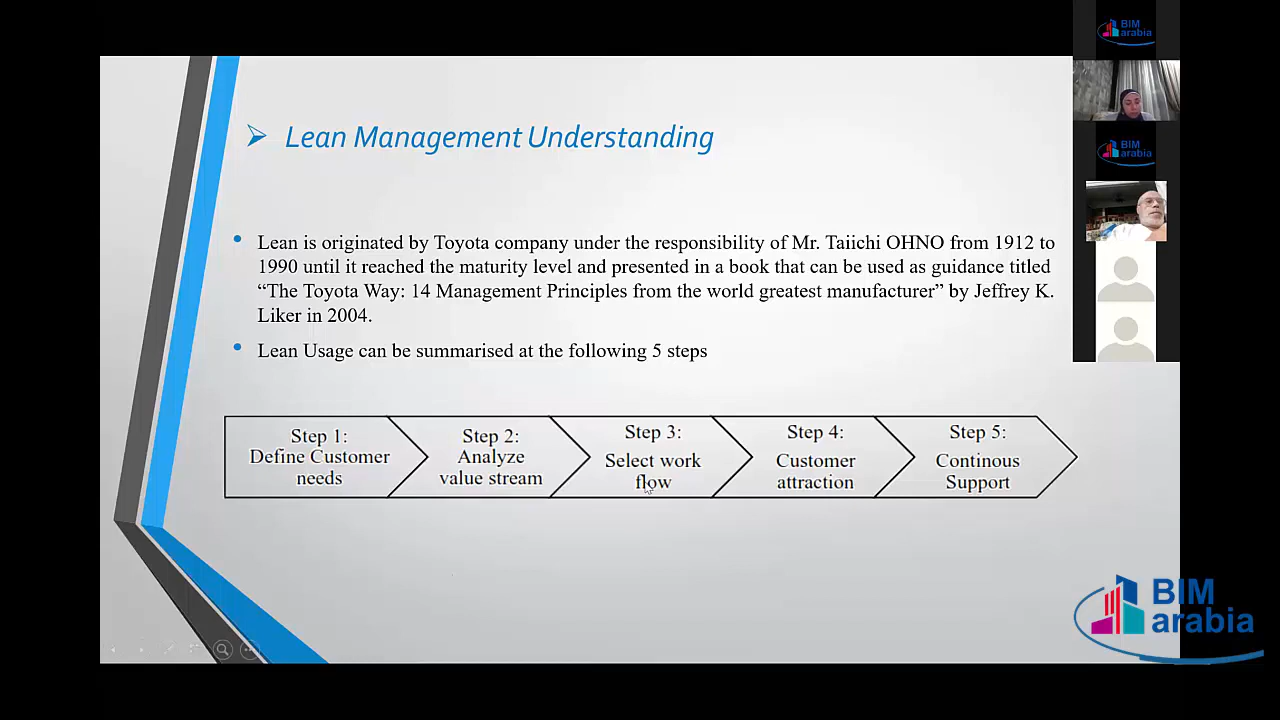 BIM
arabia
BIM
arabia
Lean Management Understanding
Lean is originated by Toyota company under the responsibility of Mr. Taiichi OHNO from 1912 to
1990 until it reached the maturity level and presented in a book that can be used as guidance titled
“The Toyota Way: 14 Management Principles from the world greatest manufacturer” by Jeffrey K.
Liker in 2004.
Lean Usage can be summarised at the following 5 steps
Step 1:
Define Customer
needs
Step 2:
Analyze
value stream
Step 3:
Select work
flow
Step 4:
Customer
attraction
Step 5:
Continous
Support
BIM
arabia